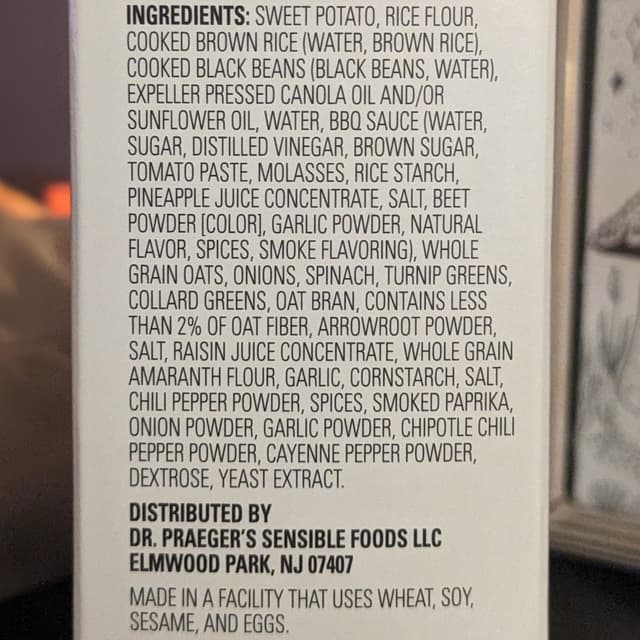 INGREDIENTS: SWEET POTATO, RICE FLOUR,
COOKED BROWN RICE (WATER, BROWN RICE),
COOKED BLACK BEANS (BLACK BEANS, WATER),
EXPELLER PRESSED CANOLA OIL AND/OR
SUNFLOWER OIL, WATER, BBQ SAUCE (WATER,
SUGAR, DISTILLED VINEGAR, BROWN SUGAR,
TOMATO PASTE, MOLASSES, RICE STARCH,
PINEAPPLE JUICE CONCENTRATE, SALT, BEET
POWDER [COLOR], GARLIC POWDER, NATURAL
FLAVOR, SPICES, SMOKE FLAVORING), WHOLE
GRAIN OATS, ONIONS, SPINACH, TURNIP GREENS,
COLLARD GREENS, OAT BRAN, CONTAINS LESS
THAN 2% OF OAT FIBER, ARROWROOT POWDER,
SALT, RAISIN JUICE CONCENTRATE, WHOLE GRAIN
AMARANTH FLOUR, GARLIC, CORNSTARCH, SALT,
CHILI PEPPER POWDER, SPICES, SMOKED PAPRIKA,
ONION POWDER, GARLIC POWDER, CHIPOTLE CHILI
PEPPER POWDER, CAYENNE PEPPER POWDER,
DEXTROSE, YEAST EXTRACT.
DISTRIBUTED BY
DR. PRAEGER'S SENSIBLE FOODS LLC
ELMWOOD PARK, NJ 07407
MADE IN A FACILITY THAT USES WHEAT, SOY,
SESAME, AND EGGS.